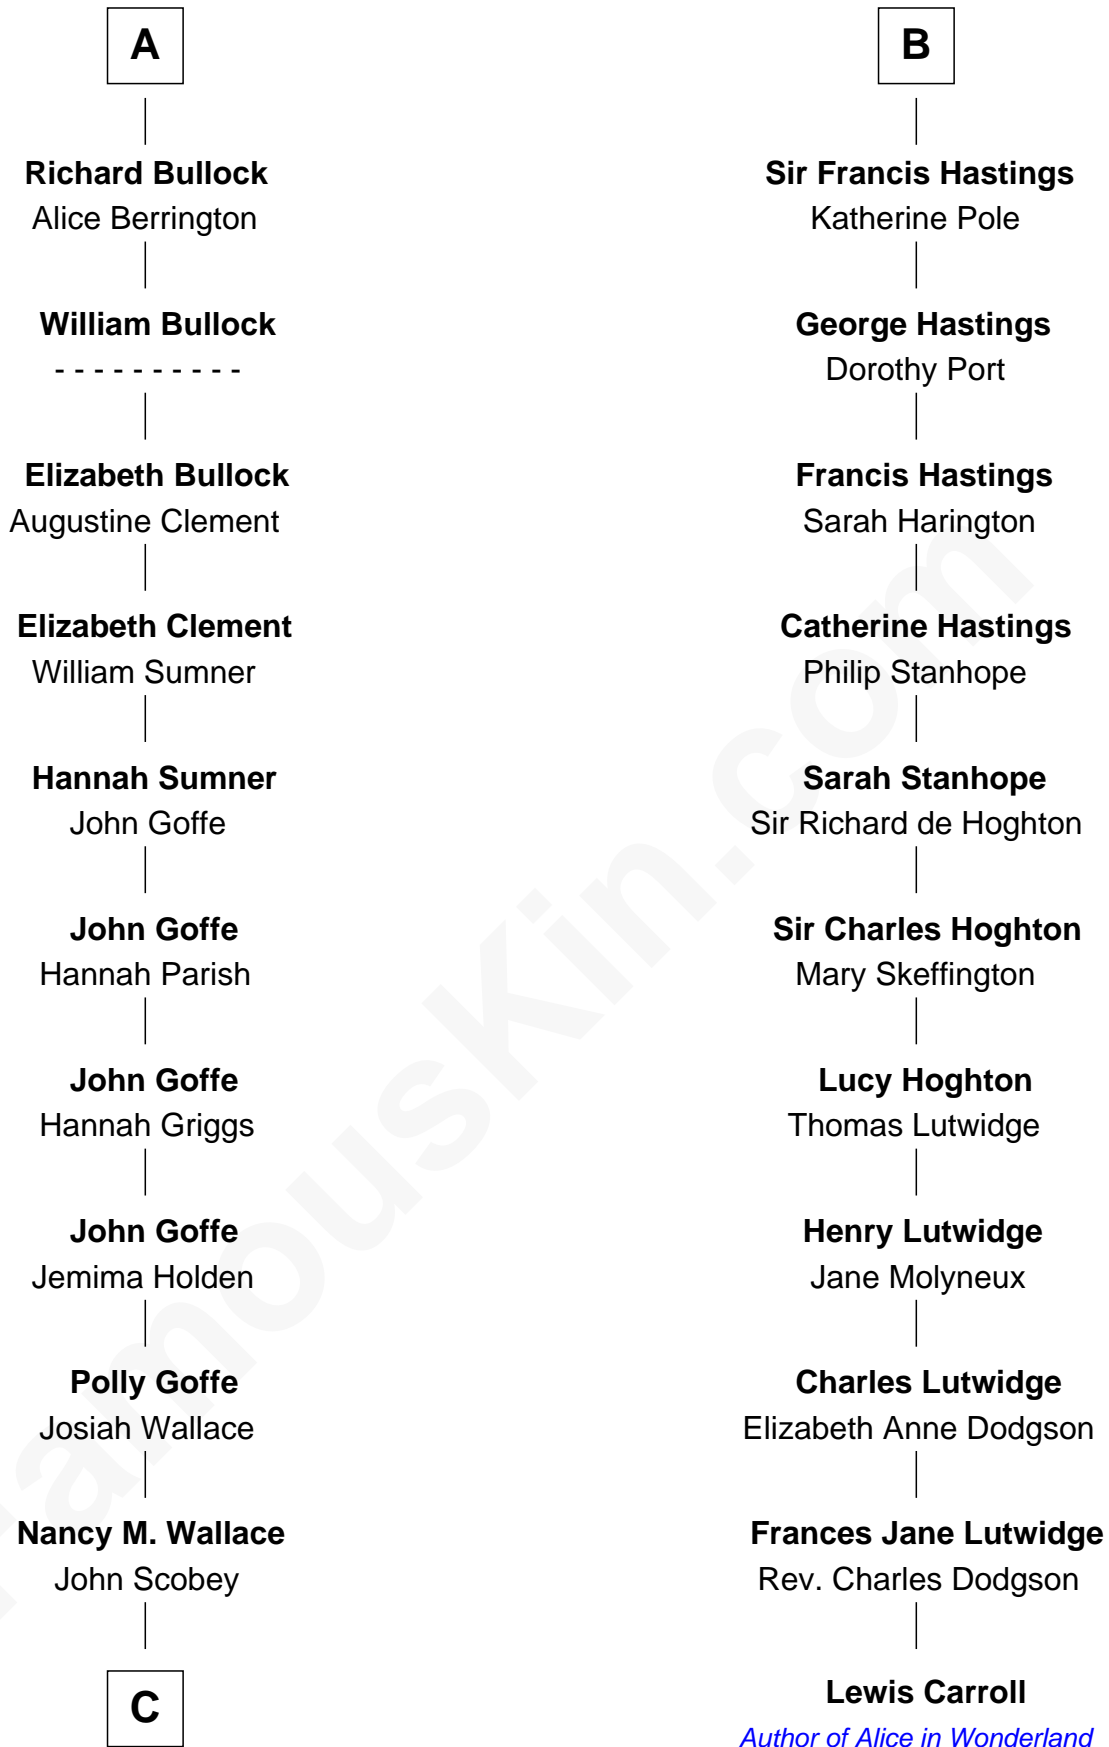 A
Richard Bullock
Alice Berrington
William Bullock
- - - - - - - - - -
Elizabeth Bullock
Augustine Clement
Elizabeth Clement
William Sumner
Hannah Sumner
John Goffe
John Goffe
Hannah Parish
John Goffe
Hannah Griggs
John Goffe
Jemima Holden
Polly Goffe
Josiah Wallace
Nancy M. Wallace
John Scobey
C
B
Sir Francis Hastings
Katherine Pole
George Hastings
Dorothy Port
Francis Hastings
Sarah Harington
Catherine Hastings
Philip Stanhope
Sarah Stanhope
Sir Richard de Hoghton
Sir Charles Hoghton
Mary Skeffington
Lucy Hoghton
Thomas Lutwidge
Henry Lutwidge
Jane Molyneux
Charles Lutwidge
Elizabeth Anne Dodgson
Frances Jane Lutwidge
Rev. Charles Dodgson
Lewis Carroll
Author of Alice in Wonderland
FamousKin.com